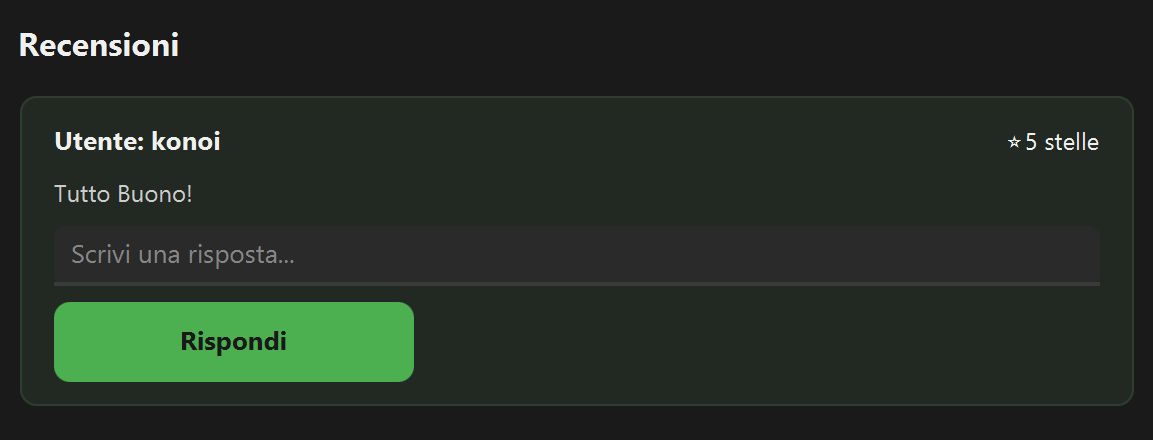 Recensioni
Utente: konoi
⭐5 stelle
Tutto Buono!
Scrivi una risposta...
Rispondi